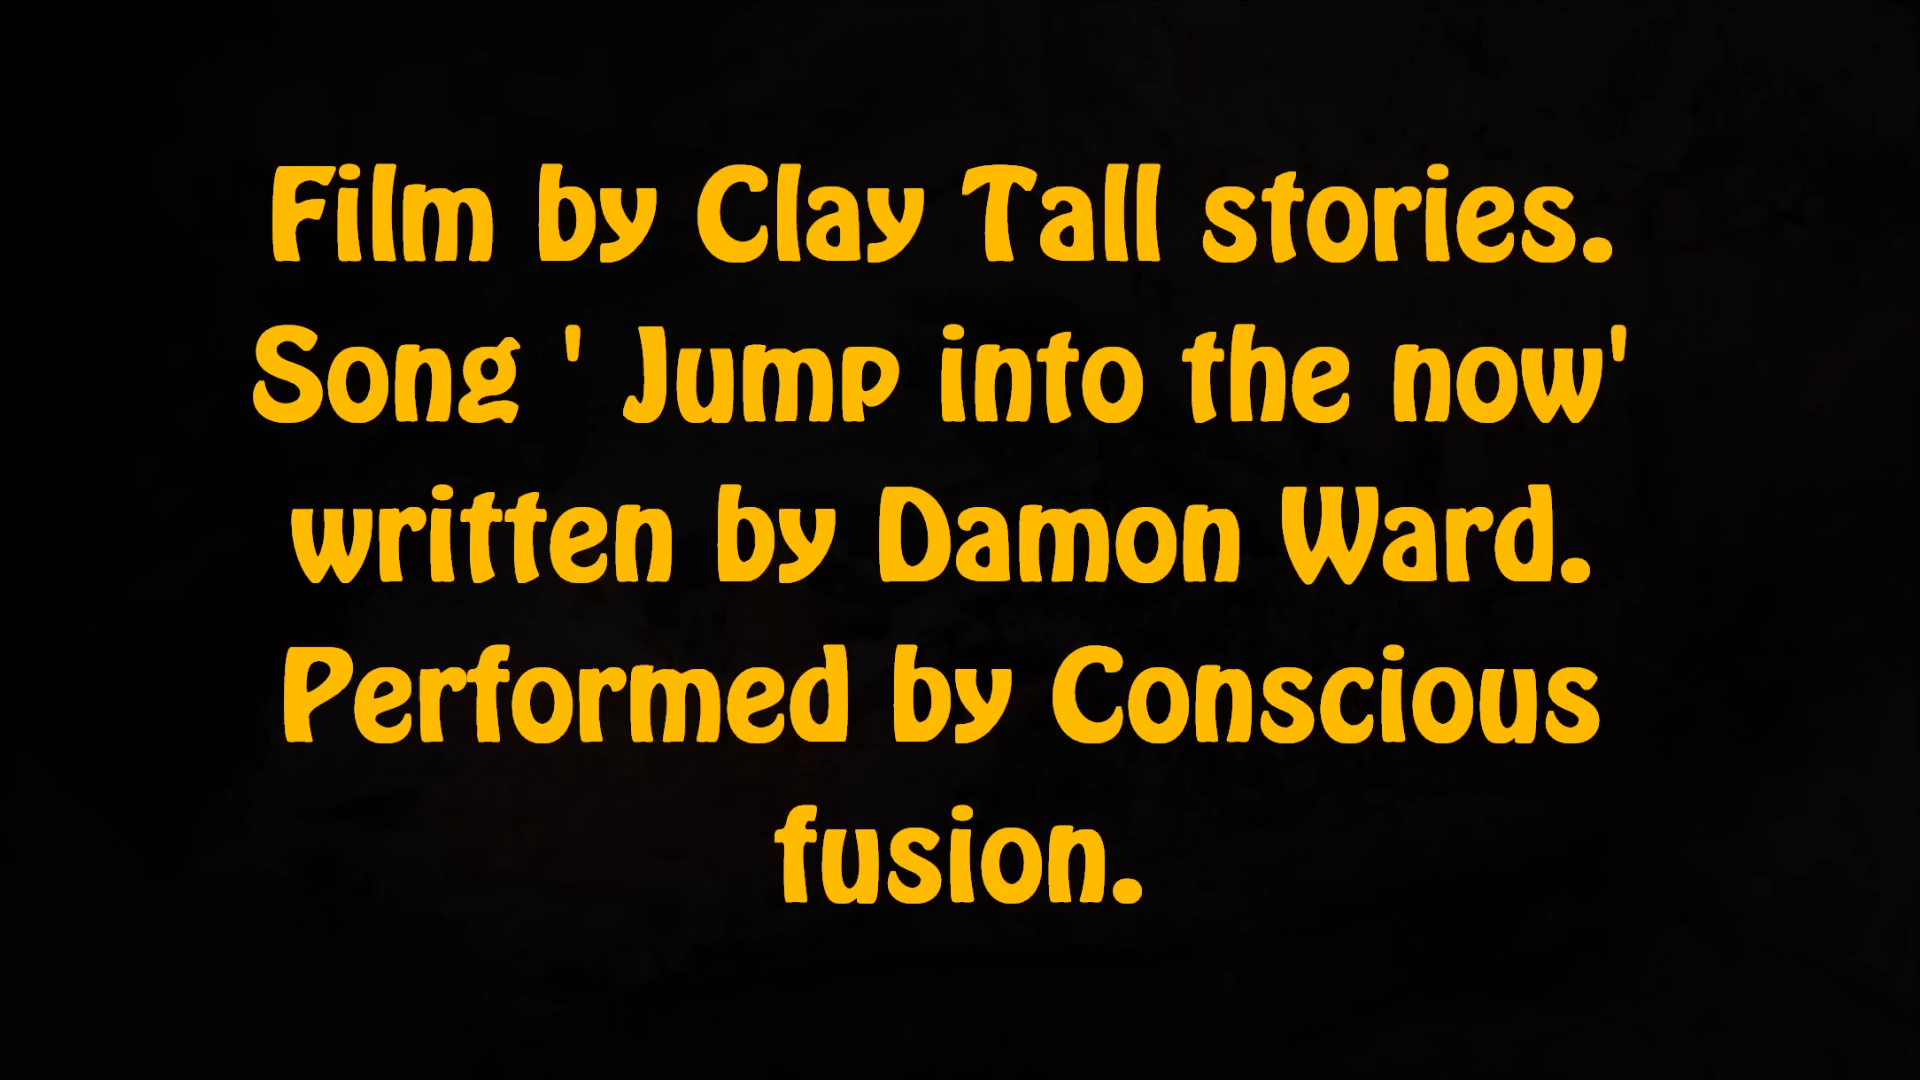 Film by Clay Tall stories.
Song ' Jump into the now'
written by Damon Ward.
Performed by Conscious
fusion.